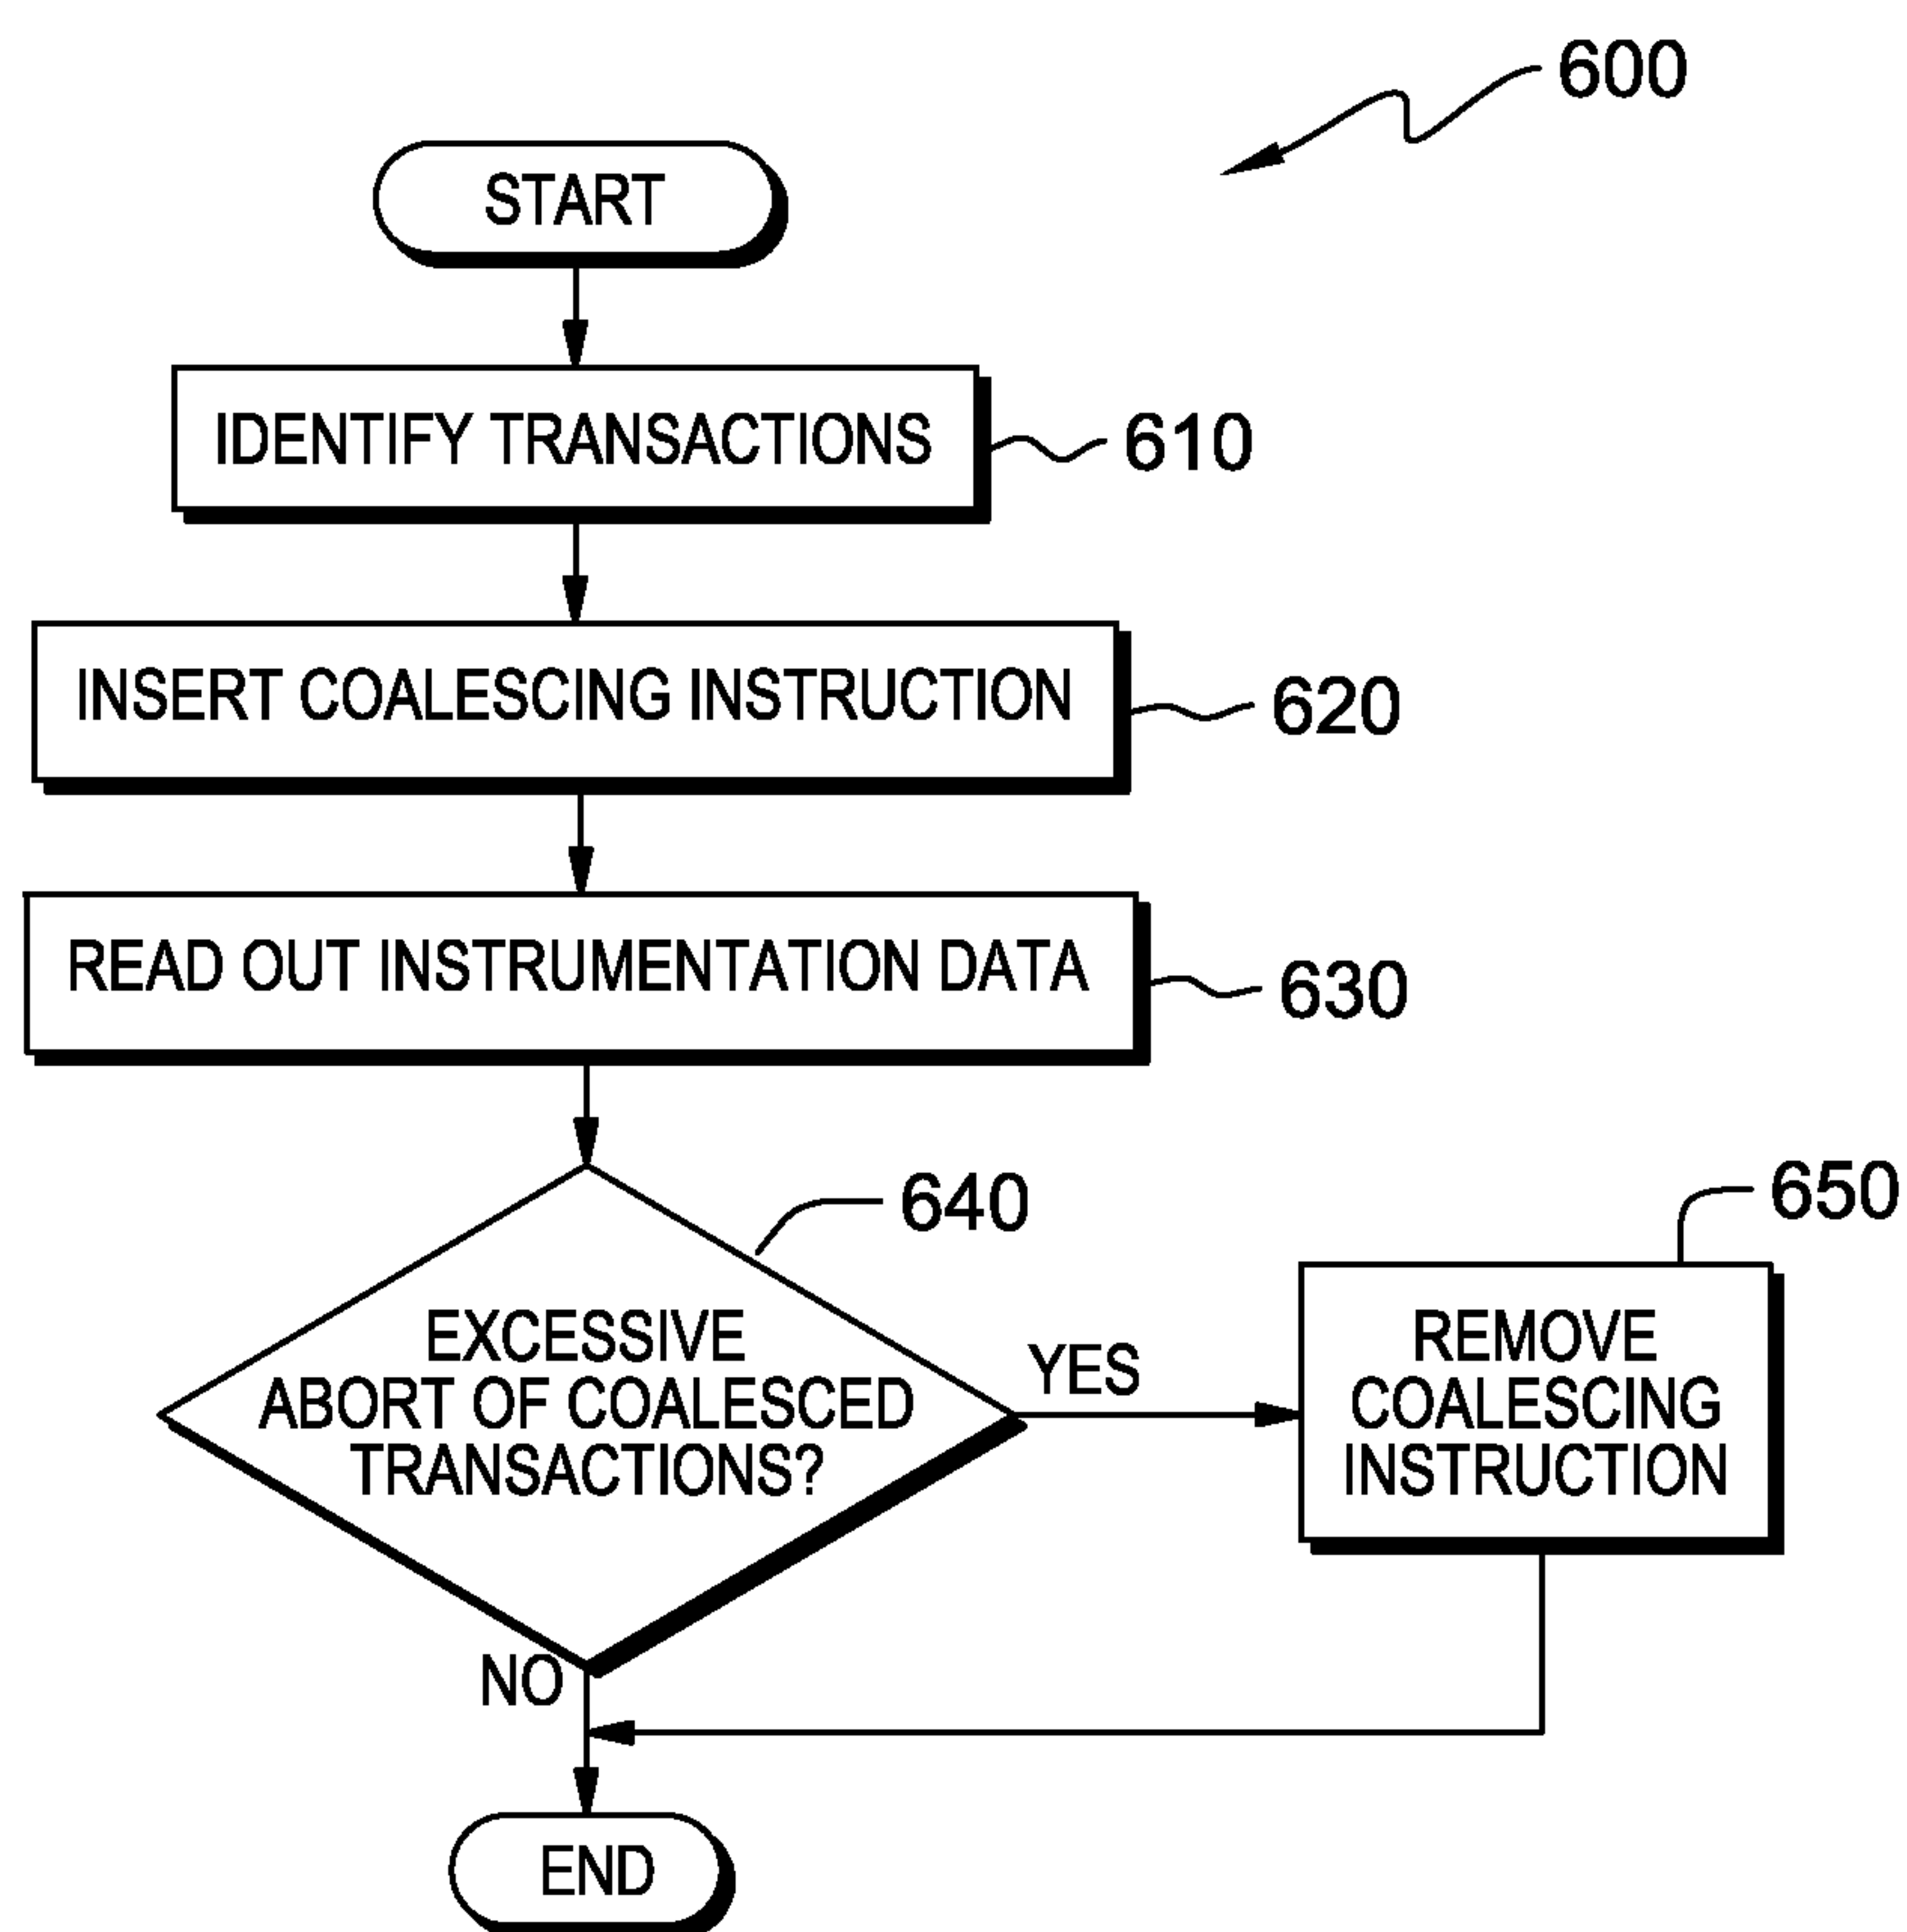 600
START
IDENTIFY TRANSACTIONS
610
INSERT COALESCING INSTRUCTION
620
READ OUT INSTRUMENTATION DATA
630
640
650
EXCESSIVE
ABORT OF COALESCED
TRANSACTIONS?
YES
REMOVE
COALESCING
INSTRUCTION
NO
END